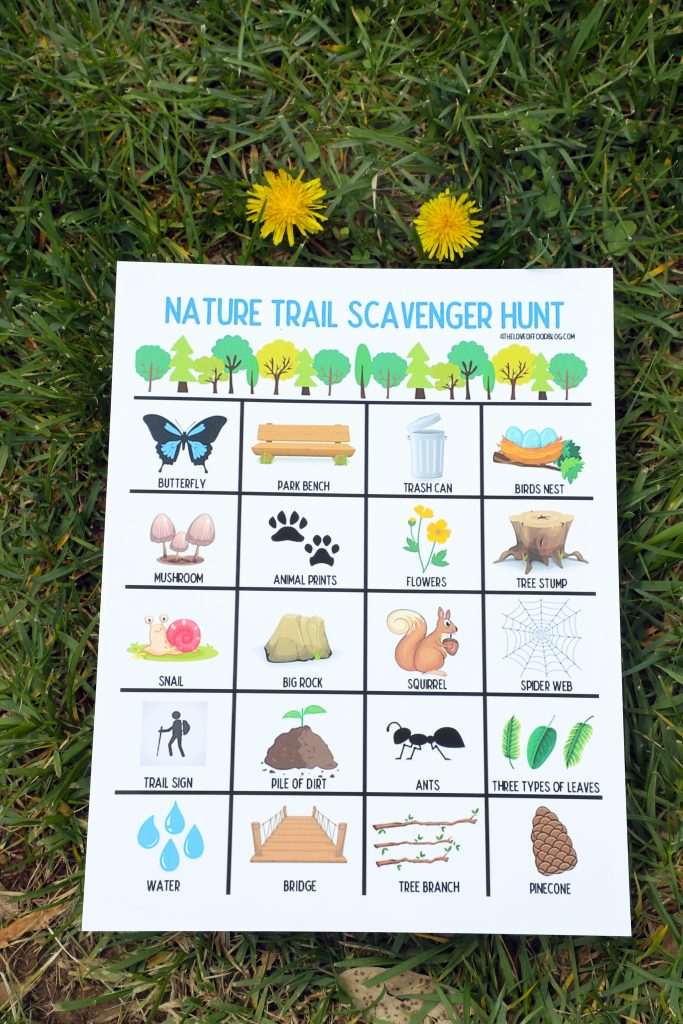 NATURE TRAIL SCAVENGER HUNT
4THELOVEOFFOODBLOG.COM
BUTTERFLY
PARK BENCH
TRASH CAN
BIRDS NEST
MUSHROOM
ANIMAL PRINTS
FLOWERS
TREE STUMP
SNAIL
BIG ROCK
SQUIRREL
SPIDER WEB
TRAIL SIGN
PILE OF DIRT
ANTS
THREE TYPES OF LEAVES
WATER
BRIDGE
TREE BRANCH
PINECONE